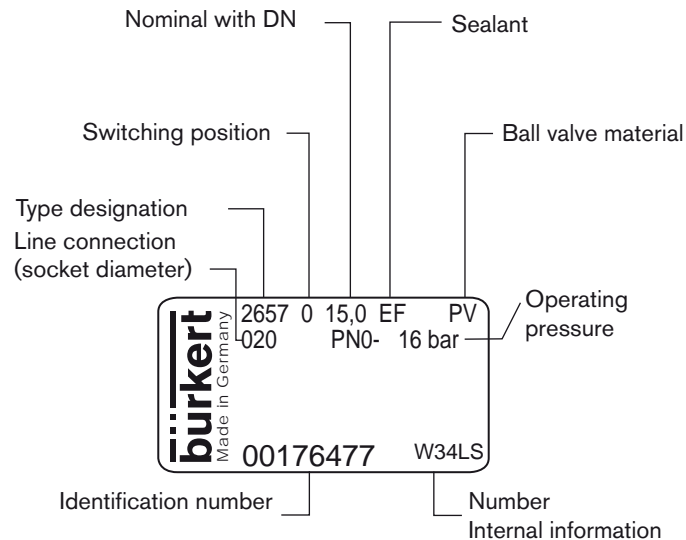 Nominal with DN
Sealant
Switching position
Ball valve material
Type designation
Line connection
(socket diameter)
2657 0 15,0 EF PV
020 PN0- 16 bar
Operating
pressure
bürkert
Made in Germany
00176477 W34LS
Identification number
Number
Internal information